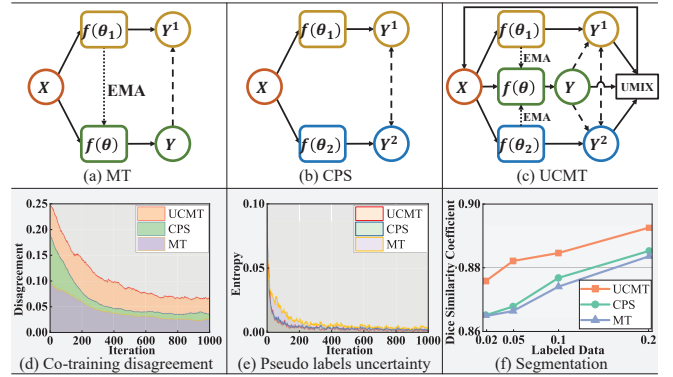 f(θ₁) Y¹
X EMA
f(θ) Y
(a) MT
f(θ₁) Y¹
X
f(θ₂) Y²
(b) CPS
f(θ₁) Y¹
EMA
X f(θ) Y UMIX
EMA
f(θ₂) Y²
(c) UCMT
0.25
0.20
0.15
0.10
0.05
0.00
Disagreement
UCMT
CPS
MT
0 200 400 600 800 1000
Iteration
(d) Co-training disagreement
0.10
0.05
0.00
Entropy
UCMT
CPS
MT
0 200 400 600 800 1000
Iteration
(e) Pseudo labels uncertainty
0.90
0.88
0.86
Dice Similarity Coefficient
UCMT
CPS
MT
0.02 0.05 0.1 0.2
Labeled Data
(f) Segmentation